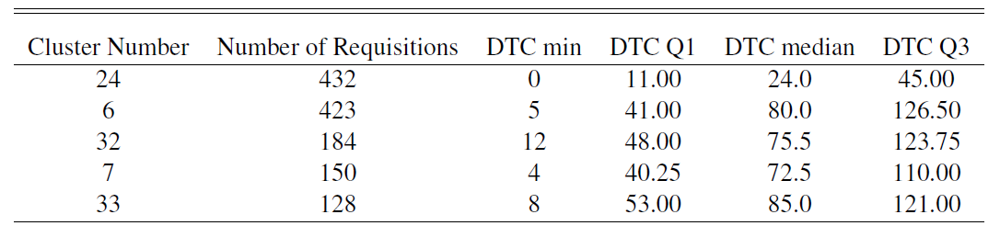 Cluster Number Number of Requisitions DTC min DTC Q1 DTC median DTC Q3
24 432 0 11.00 24.0 45.00
6 423 5 41.00 80.0 126.50
32 184 12 48.00 75.5 123.75
7 150 4 40.25 72.5 110.00
33 128 8 53.00 85.0 121.00